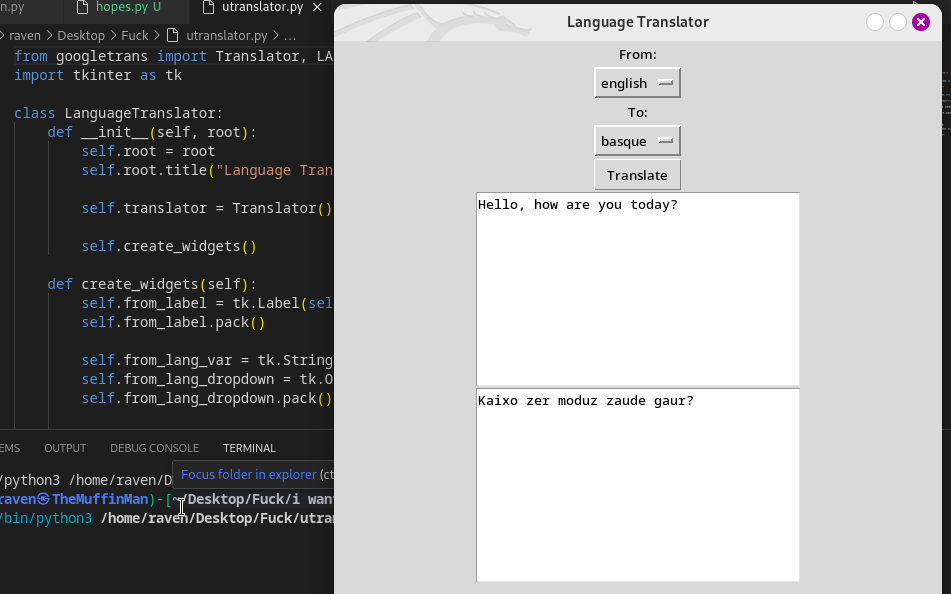 n.py hopes.py U utranslator.py
raven > Desktop > Fuck > utranslator.py > ...
from googletrans import Translator, LA
import tkinter as tk
class LanguageTranslator:
def __init__(self, root):
self.root = root
self.root.title("Language Tran
self.translator = Translator()
self.create_widgets()
def create_widgets(self):
self.from_label = tk.Label(sel
self.from_label.pack()
self.from_lang_var = tk.String
self.from_lang_dropdown = tk.O
self.from_lang_dropdown.pack()
EMS OUTPUT DEBUG CONSOLE TERMINAL
/python3 /home/raven/D
Focus folder in explorer (ct
raven㉿TheMuffinMan)-[~/Desktop/Fuck/i wan
/bin/python3 /home/raven/Desktop/Fuck/utra
Language Translator
From:
english
To:
basque
Translate
Hello, how are you today?
Kaixo zer moduz zaude gaur?